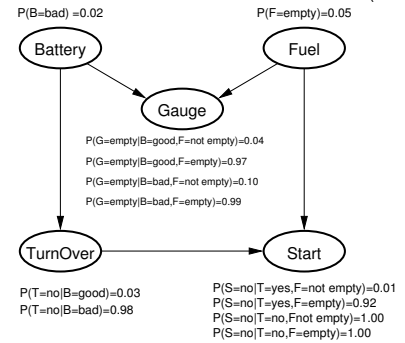 P(B=bad) =0.02
P(F=empty)=0.05
Battery
Fuel
Gauge
P(G=empty|B=good,F=not empty)=0.04
P(G=empty|B=good,F=empty)=0.97
P(G=empty|B=bad,F=not empty)=0.10
P(G=empty|B=bad,F=empty)=0.99
TurnOver
Start
P(T=no|B=good)=0.03
P(T=no|B=bad)=0.98
P(S=no|T=yes,F=not empty)=0.01
P(S=no|T=yes,F=empty)=0.92
P(S=no|T=no,Fnot empty)=1.00
P(S=no|T=no,F=empty)=1.00